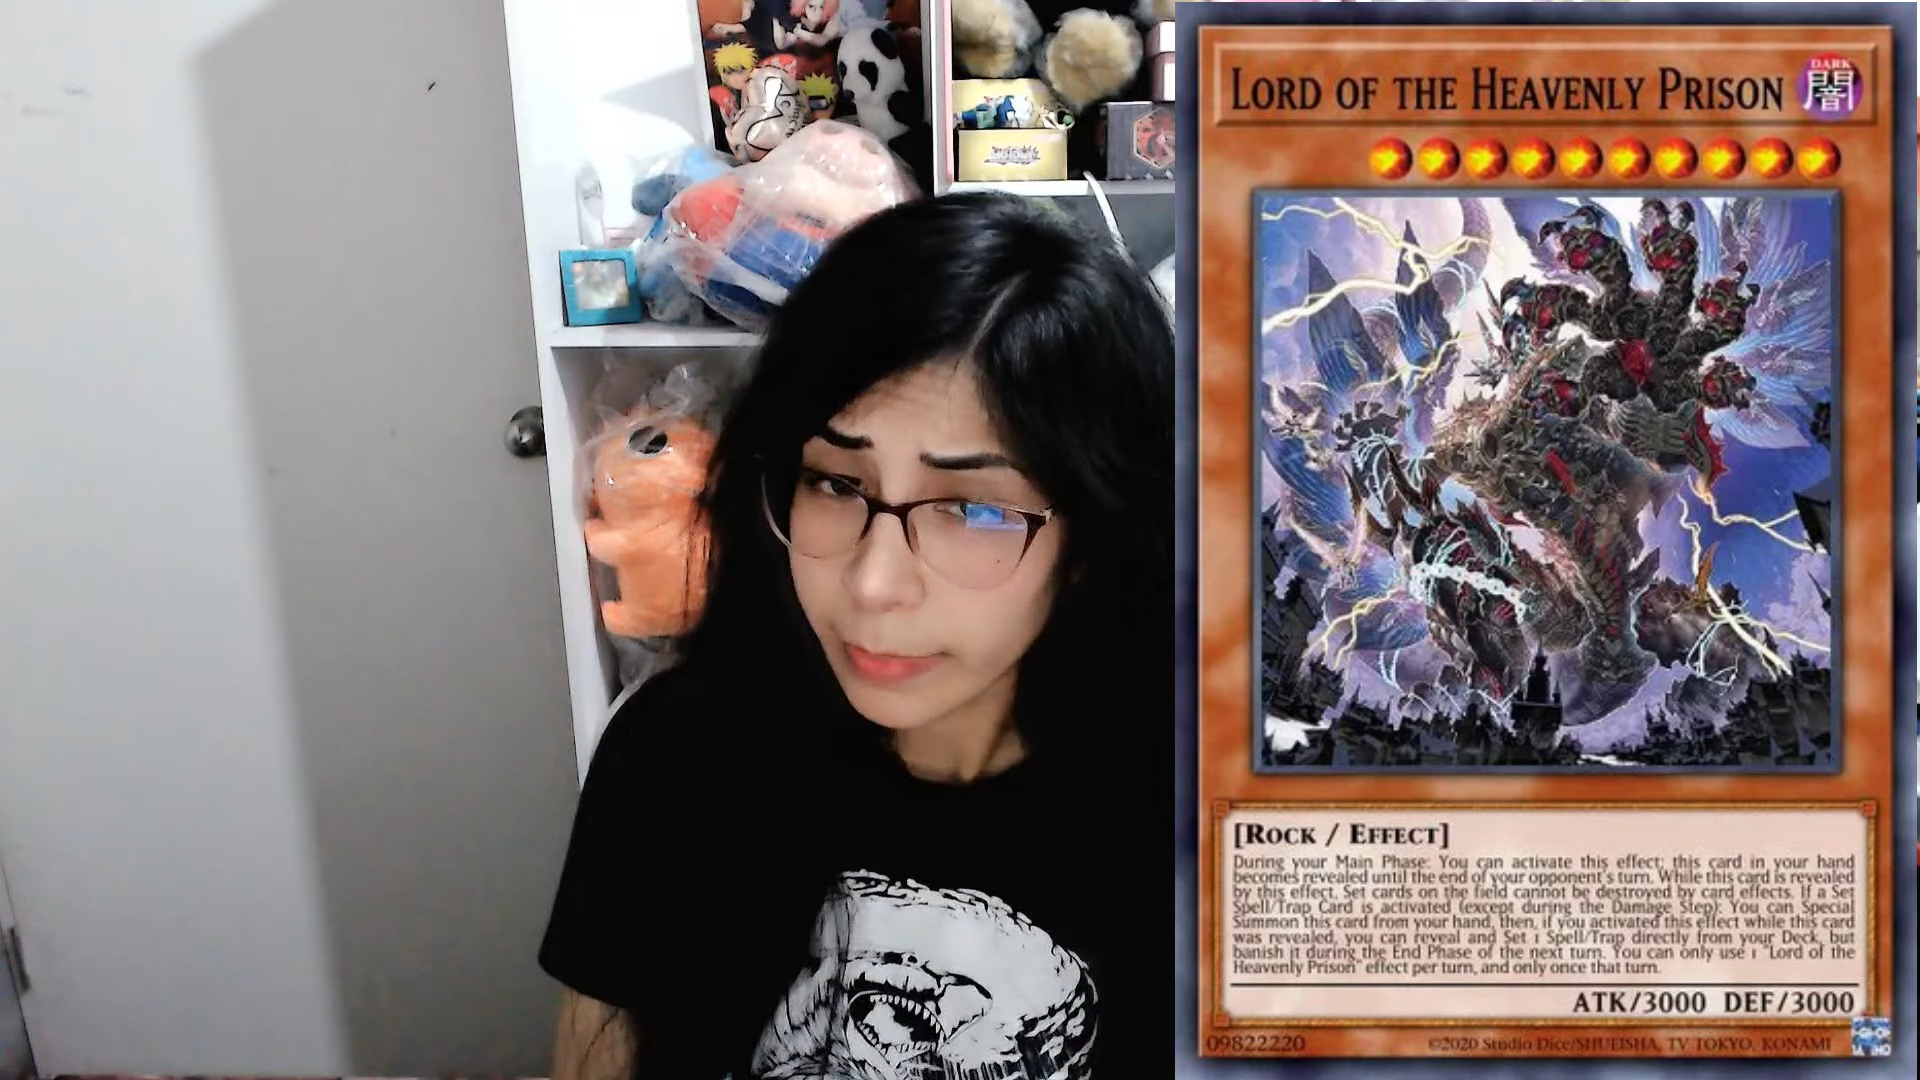 LORD OF THE HEAVENLY PRISON
DARK
闇
[ROCK / EFFECT]
During your Main Phase: You can activate this effect; this card in your hand
becomes revealed until the end of your opponent's turn. While this card is revealed
by this effect, Set cards on the field cannot be destroyed by card effects. If a Set
Spell/Trap Card is activated (except during the Damage Step): You can Special
Summon this card from your hand, then, if you activated this effect while this card
was revealed, you can reveal and Set 1 Spell/Trap directly from your Deck, but
banish it during the End Phase of the next turn. You can only use 1 "Lord of the
Heavenly Prison" effect per turn, and only once that turn.
ATK/3000 DEF/3000
09822220
©2020 Studio Dice/SHUEISHA, TV TOKYO, KONAMI